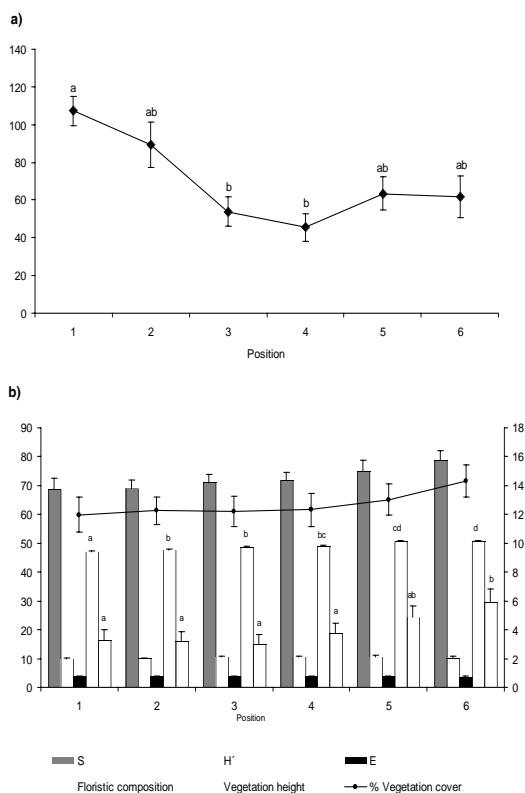 a)
140
120
100
80
60
40
20
0
a
ab
b
b
ab
ab
1 2 3 4 5 6
Position
b)
90
80
70
60
50
40
30
20
10
0
18
16
14
12
10
8
6
4
2
0
a b b bc cd d
a a a a ab b
1 2 3 4 5 6
Position
S H´ E
Floristic composition Vegetation height % Vegetation cover